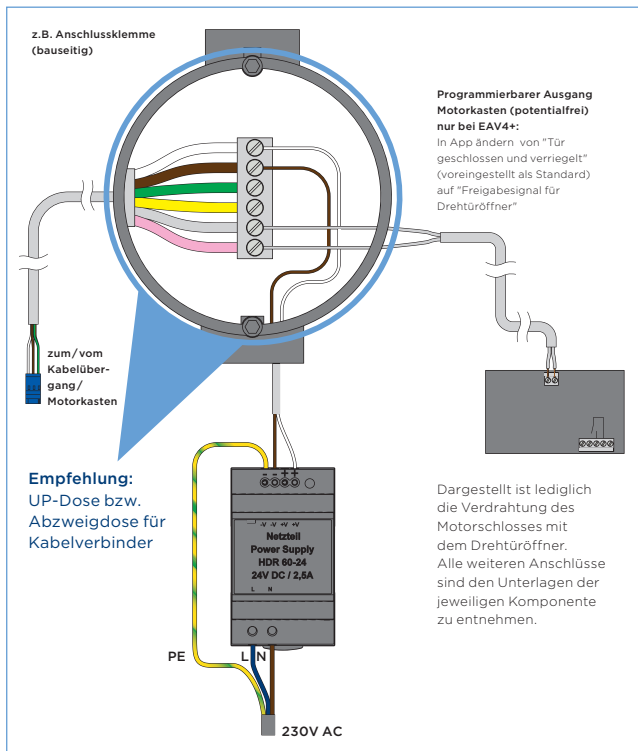 z.B. Anschlussklemme
(bauseitig)
Programmierbarer Ausgang
Motorkasten (potentialfrei)
nur bei EAV4+:
In App ändern von "Tür
geschlossen und verriegelt"
(voreingestellt als Standard)
auf "Freigabesignal für
Drehtüröffner"
zum/vom
Kabelüber-
gang/
Motorkasten
Empfehlung:
UP-Dose bzw.
Abzweigdose für
Kabelverbinder
- - + +
-V -V +V +V
Netzteil
Power Supply
HDR 60-24
24V DC / 2,5A
L N
Dargestellt ist lediglich
die Verdrahtung des
Motorschlosses mit
dem Drehtüröffner.
Alle weiteren Anschlüsse
sind den Unterlagen der
jeweiligen Komponente
zu entnehmen.
PE
L N
230V AC